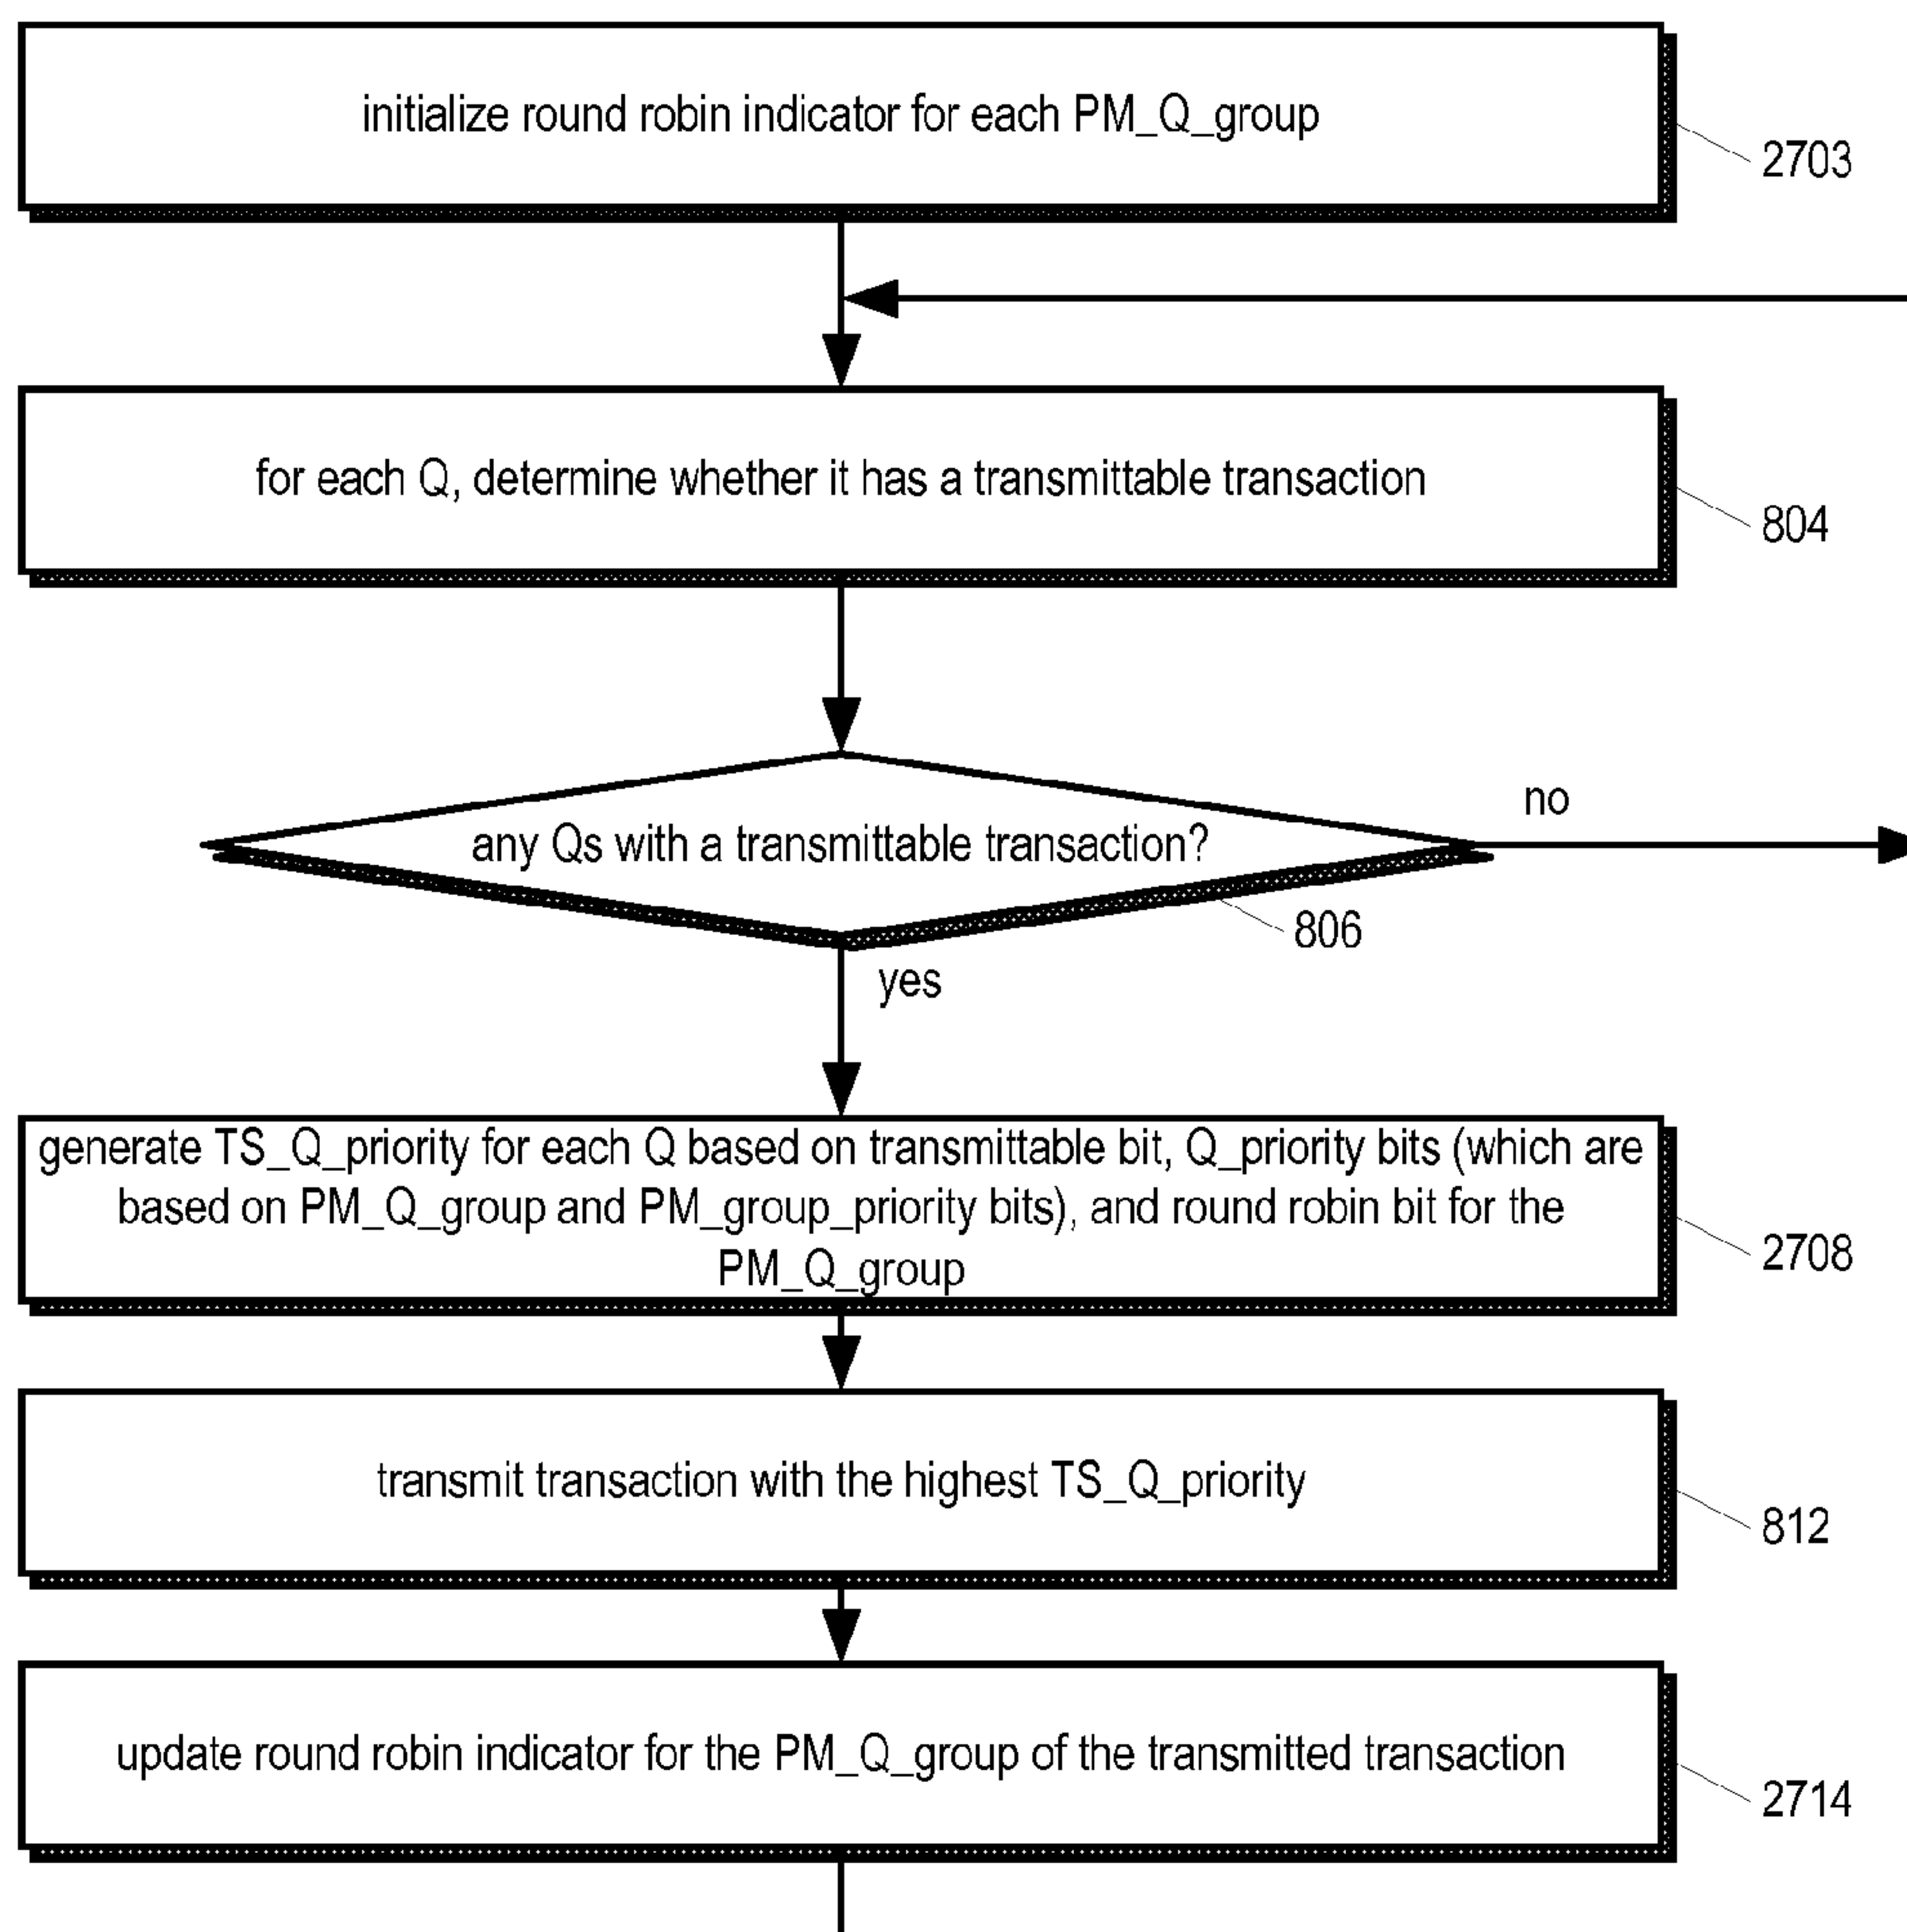 initialize round robin indicator for each PM_Q_group
2703
for each Q, determine whether it has a transmittable transaction
804
no
any Qs with a transmittable transaction?
806
yes
generate TS_Q_priority for each Q based on transmittable bit, Q_priority bits (which are
based on PM_Q_group and PM_group_priority bits), and round robin bit for the
PM_Q_group
2708
transmit transaction with the highest TS_Q_priority
812
update round robin indicator for the PM_Q_group of the transmitted transaction
2714